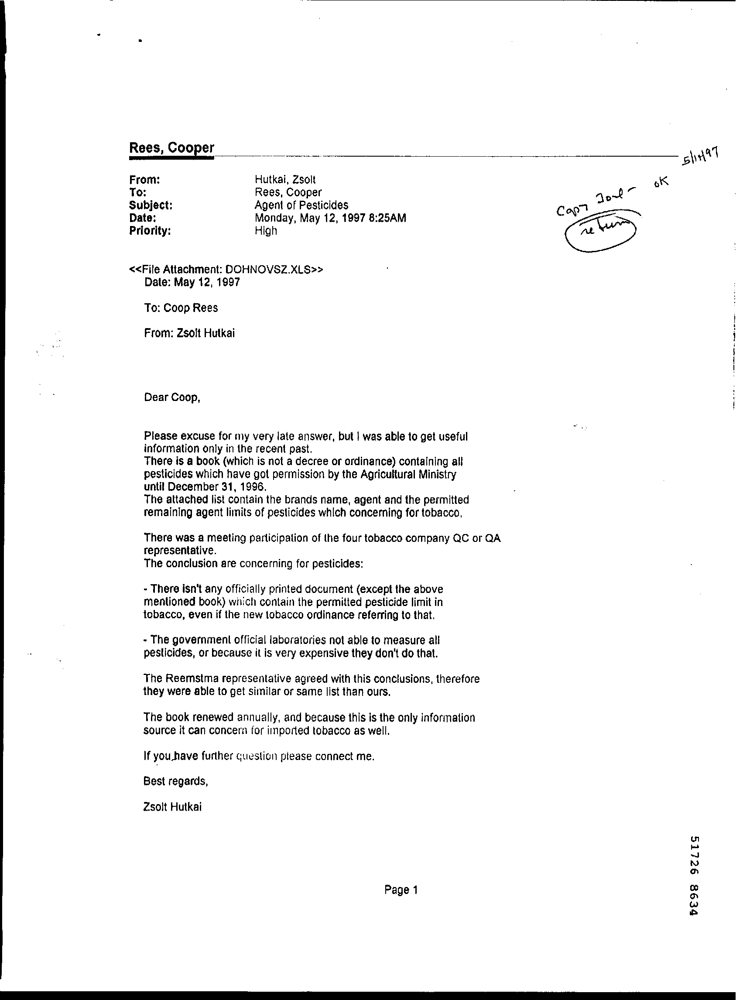 Rees, Cooper
From: Hutkai, Zsolt
To: Rees, Cooper
Subject: Agent of Pesticides
Date: Monday, May 12, 1997 8:25AM
Priority: High
OK
Copy
return
<<File Attachment: DOHNOVSZ.XLS>>
Date: May 12, 1997
To: Coop Rees
From: Zsolt Hutkai
Dear Coop,
Please excuse for my very late answer, but I was able to get useful
information only in the recent past.
There is a book (which is not a decree or ordinance) containing all
pesticides which have got permission by the Agricultural Ministry
until December 31, 1996.
The attached list contain the brands name, agent and the permitted
remaining agent limits of pesticides which concerning for tobacco.
There was a meeting participation of the four tobacco company QC or QA
representative.
The conclusion are concerning for pesticides:
- There isn't any officially printed document (except the above
mentioned book) which contain the permitted pesticide limit in
tobacco, even if the new tobacco ordinance referring to that.
- The government official laboratories not able to measure all
pesticides, or because it is very expensive they don't do that.
The Reemstma representative agreed with this conclusions, therefore
they were able to get similar or same list than ours.
The book renewed annually, and because this is the only information
source it can concern for imported tobacco as well.
If you have further question please connect me.
Best regards,
Zsolt Hutkai
Page 1
51726 8634